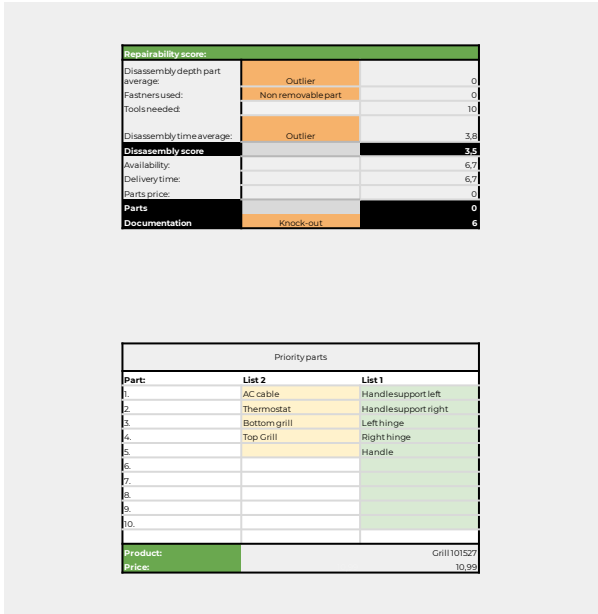 Repairability score:
Disassembly depth part
average: Outlier 0
Fastners used: Non removable part 0
Tools needed: 10
Disassembly time average: Outlier 3,8
Dissasembly score 3,5
Availability: 6,7
Delivery time: 6,7
Parts price: 0
Parts 0
Documentation Knock-out 6
Priority parts
Part: List 2 List 1
1. AC cable Handle support left
2. Thermostat Handle support right
3. Bottom grill Left hinge
4. Top Grill Right hinge
5. Handle
6.
7.
8.
9.
10.
Product: Grill 101527
Price: 10,99